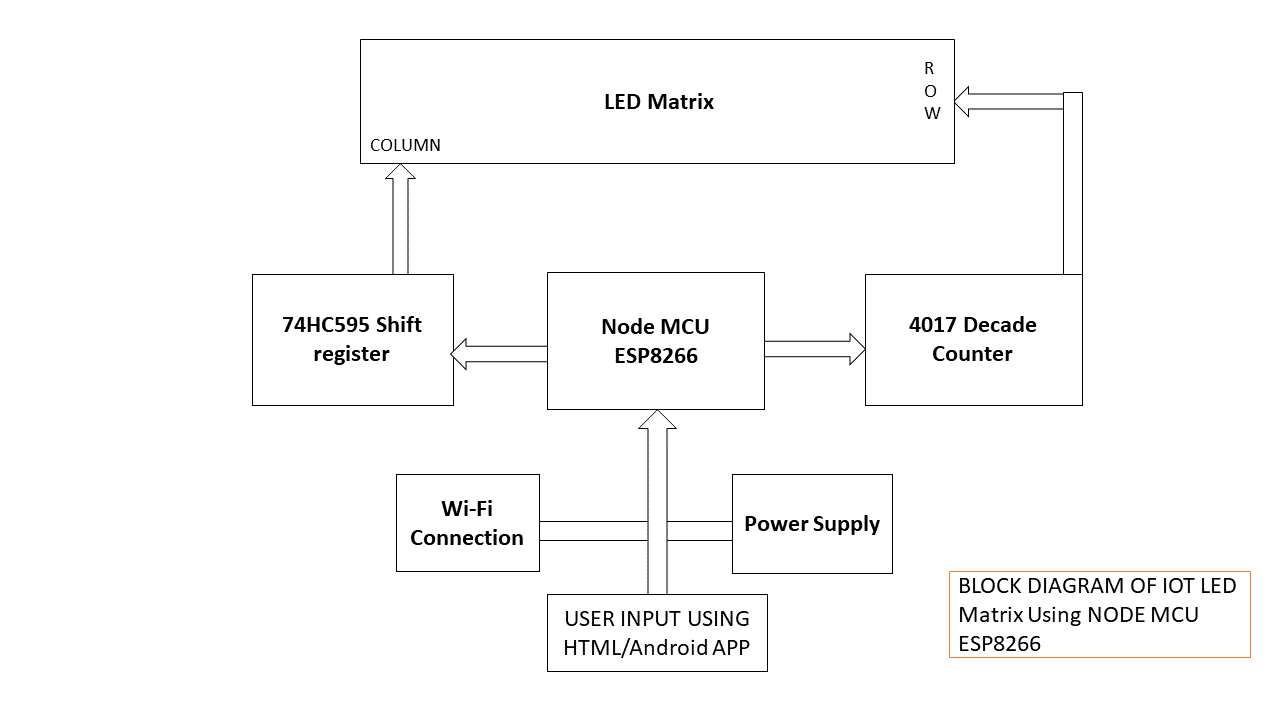 LED Matrix
R
O
W
COLUMN
74HC595 Shift
register
Node MCU
ESP8266
4017 Decade
Counter
Wi-Fi
Connection
Power Supply
USER INPUT USING
HTML/Android APP
BLOCK DIAGRAM OF IOT LED
Matrix Using NODE MCU
ESP8266